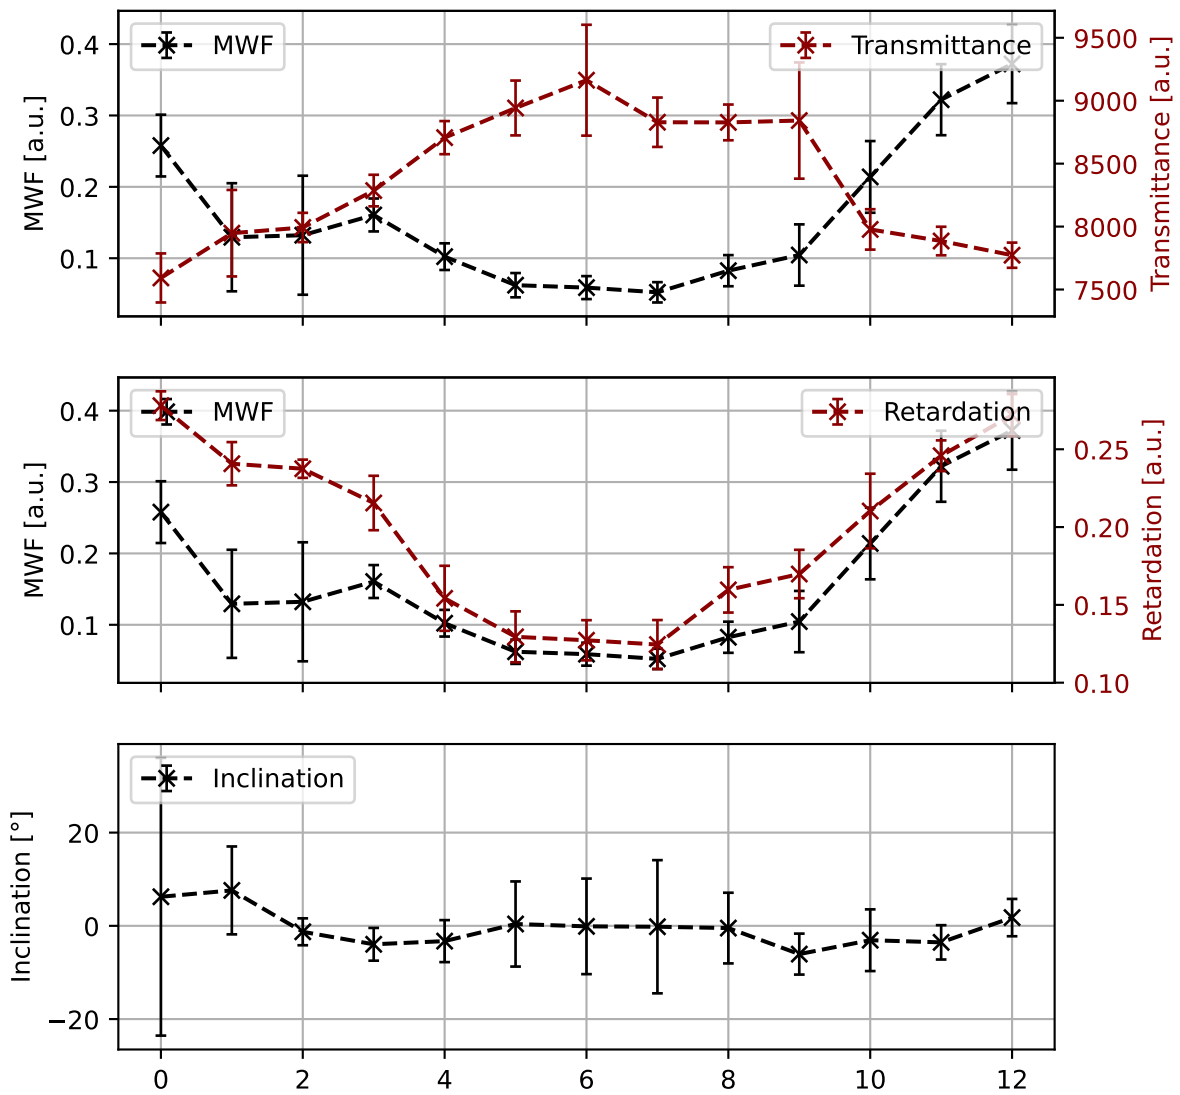 MWF
Transmittance
0.4
0.3
0.2
0.1
MWF [a.u.]
9500
9000
8500
8000
7500
Transmittance [a.u.]
MWF
Retardation
0.4
0.3
0.2
0.1
MWF [a.u.]
0.25
0.20
0.15
0.10
Retardation [a.u.]
Inclination
20
0
−20
Inclination [°]
0 2 4 6 8 10 12